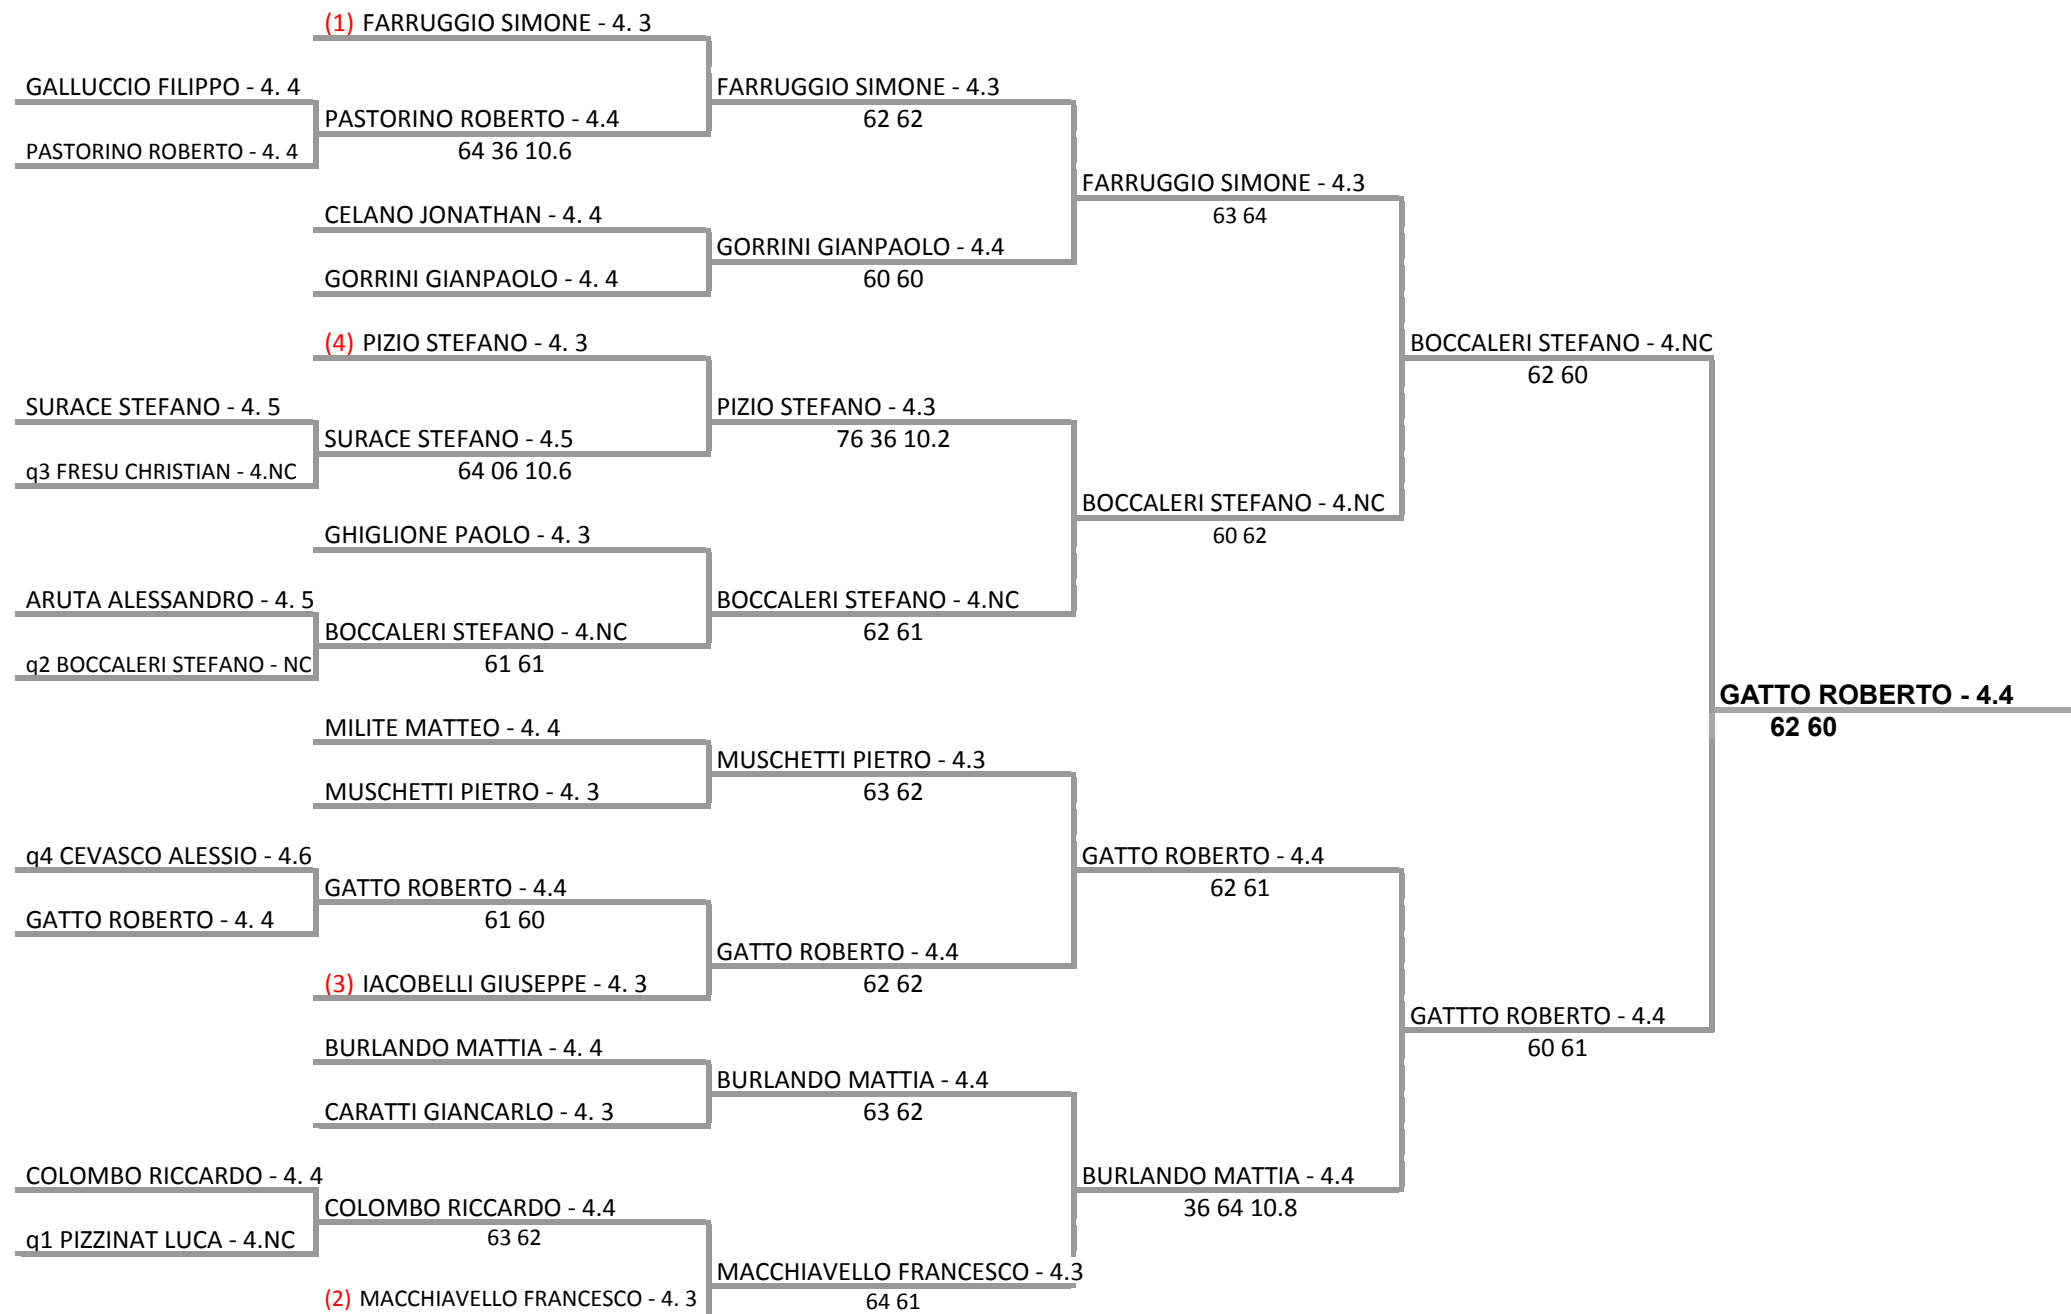 (1) FARRUGGIO SIMONE - 4. 3
GALLUCCIO FILIPPO - 4. 4
FARRUGGIO SIMONE - 4.3
62 62
PASTORINO ROBERTO - 4.4
64 36 10.6
PASTORINO ROBERTO - 4. 4
FARRUGGIO SIMONE - 4.3
63 64
CELANO JONATHAN - 4. 4
GORRINI GIANPAOLO - 4.4
60 60
GORRINI GIANPAOLO - 4. 4
(4) PIZIO STEFANO - 4. 3
BOCCALERI STEFANO - 4.NC
62 60
SURACE STEFANO - 4. 5
PIZIO STEFANO - 4.3
76 36 10.2
SURACE STEFANO - 4.5
64 06 10.6
q3 FRESU CHRISTIAN - 4.NC
BOCCALERI STEFANO - 4.NC
60 62
GHIGLIONE PAOLO - 4. 3
ARUTA ALESSANDRO - 4. 5
BOCCALERI STEFANO - 4.NC
62 61
BOCCALERI STEFANO - 4.NC
61 61
q2 BOCCALERI STEFANO - NC
GATTO ROBERTO - 4.4
62 60
MILITE MATTEO - 4. 4
MUSCHETTI PIETRO - 4.3
63 62
MUSCHETTI PIETRO - 4. 3
q4 CEVASCO ALESSIO - 4.6
GATTO ROBERTO - 4.4
62 61
GATTO ROBERTO - 4.4
61 60
GATTO ROBERTO - 4. 4
GATTO ROBERTO - 4.4
62 62
(3) IACOBELLI GIUSEPPE - 4. 3
GATTTO ROBERTO - 4.4
60 61
BURLANDO MATTIA - 4. 4
BURLANDO MATTIA - 4.4
63 62
CARATTI GIANCARLO - 4. 3
COLOMBO RICCARDO - 4. 4
BURLANDO MATTIA - 4.4
36 64 10.8
COLOMBO RICCARDO - 4.4
63 62
q1 PIZZINAT LUCA - 4.NC
MACCHIAVELLO FRANCESCO - 4.3
64 61
(2) MACCHIAVELLO FRANCESCO - 4. 3